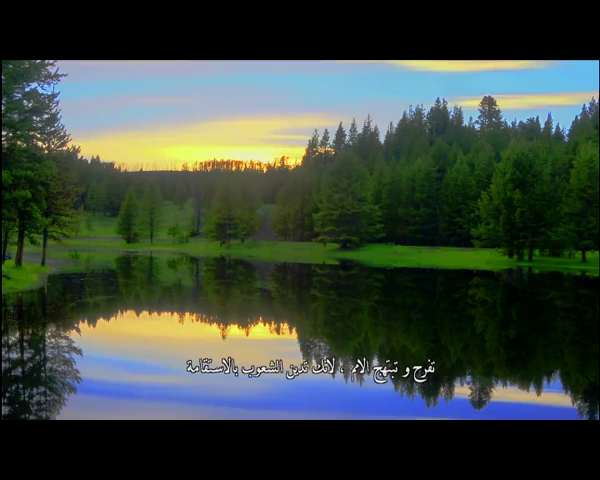 تفرح و تبتهج الامم ، لأنك تدين الشعوب بالاستقامة